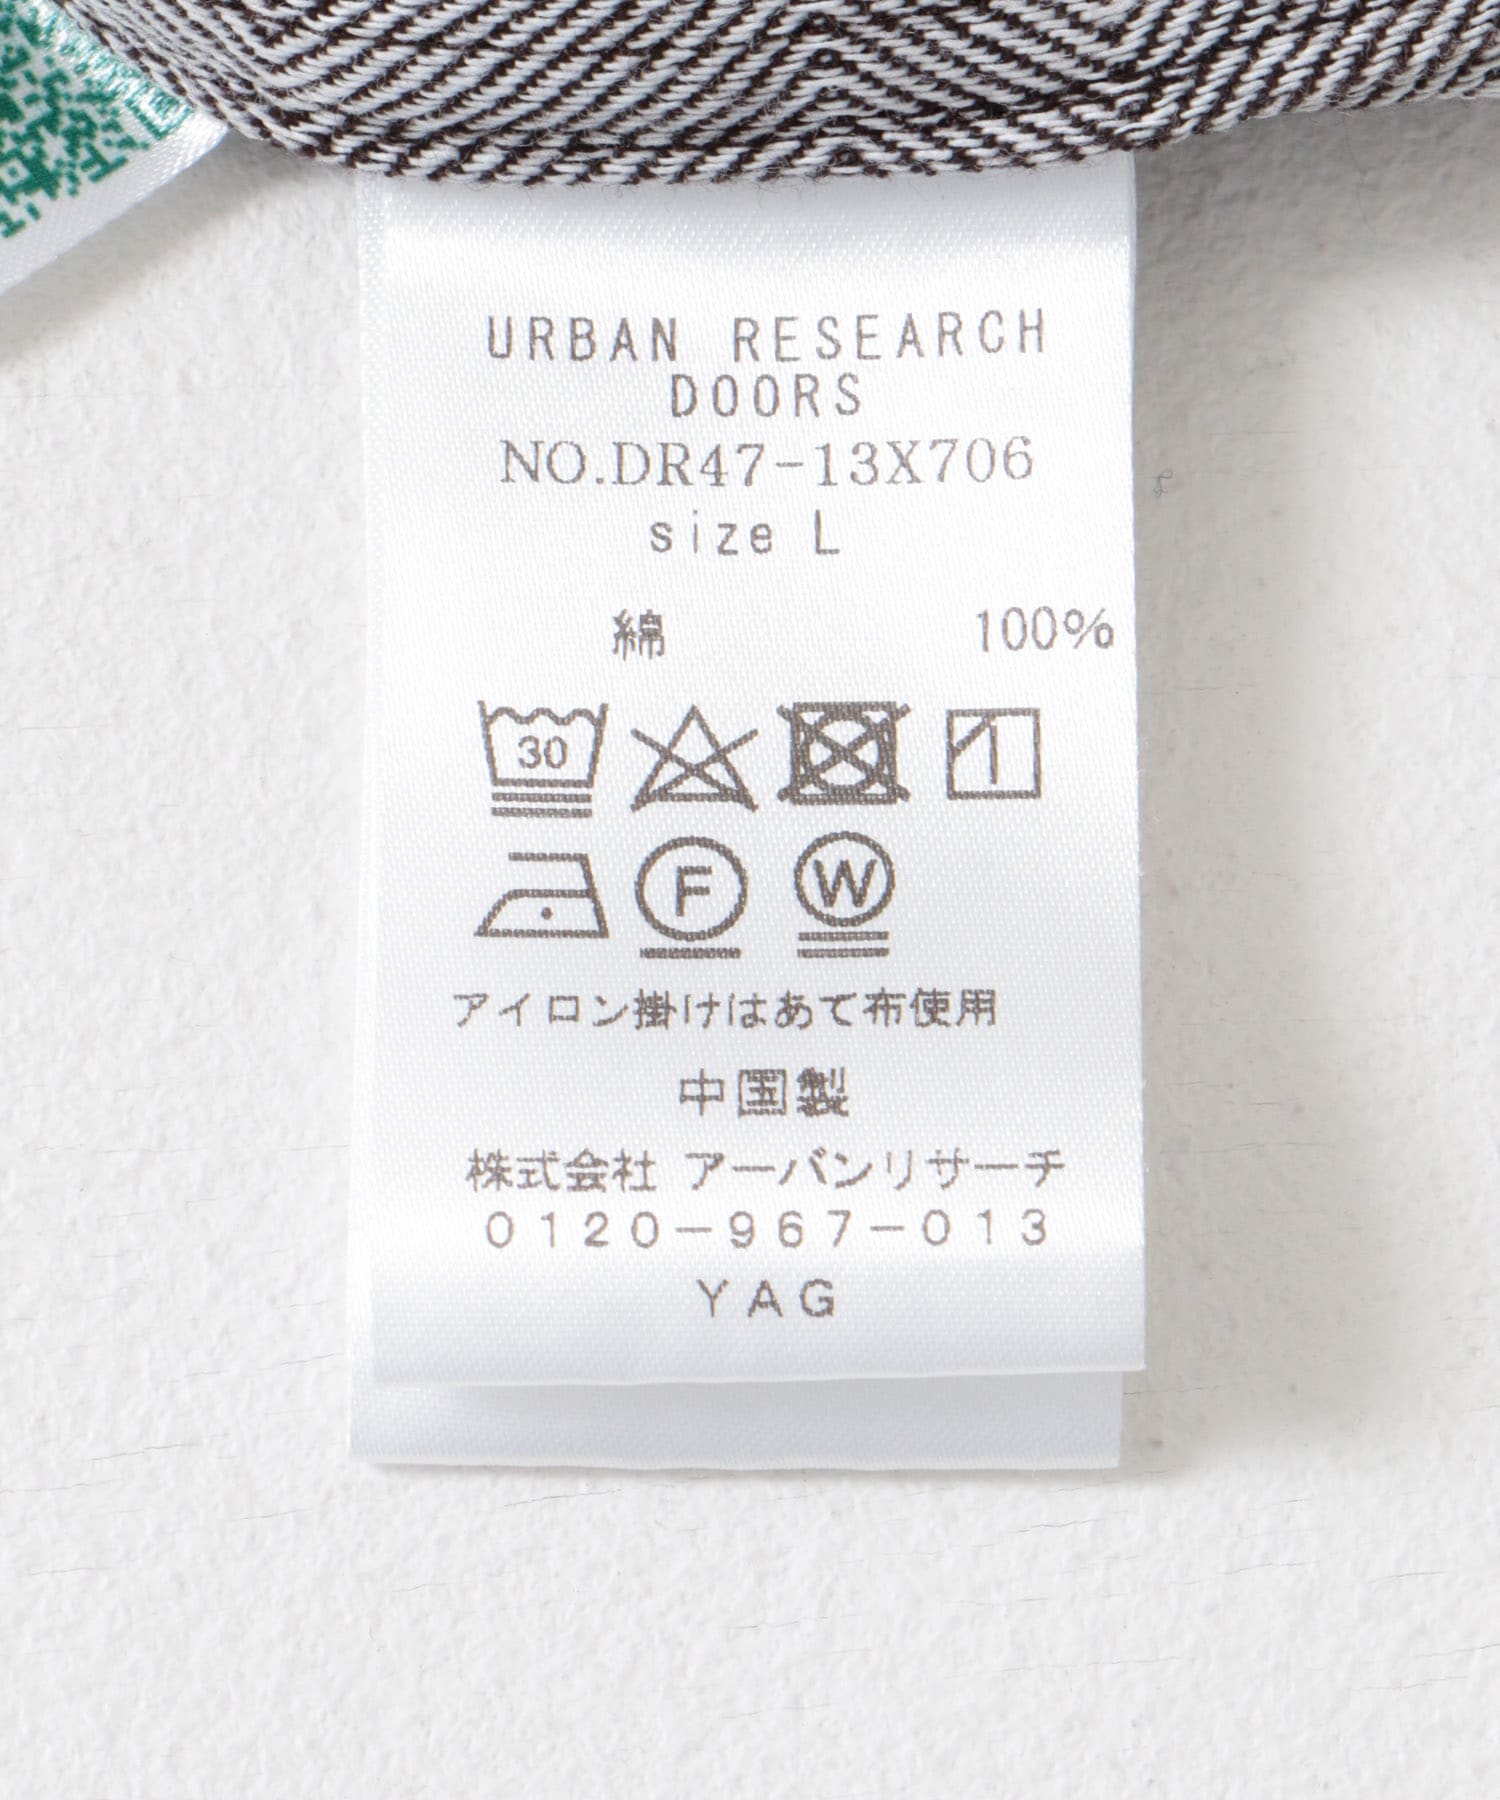 URBAN RESEARCH
DOORS
NO.DR47-13X706
size L
綿 100%
30
F W
アイロン掛けはあて布使用
中国製
株式会社 アーバンリサーチ
0120-967-013
YAG